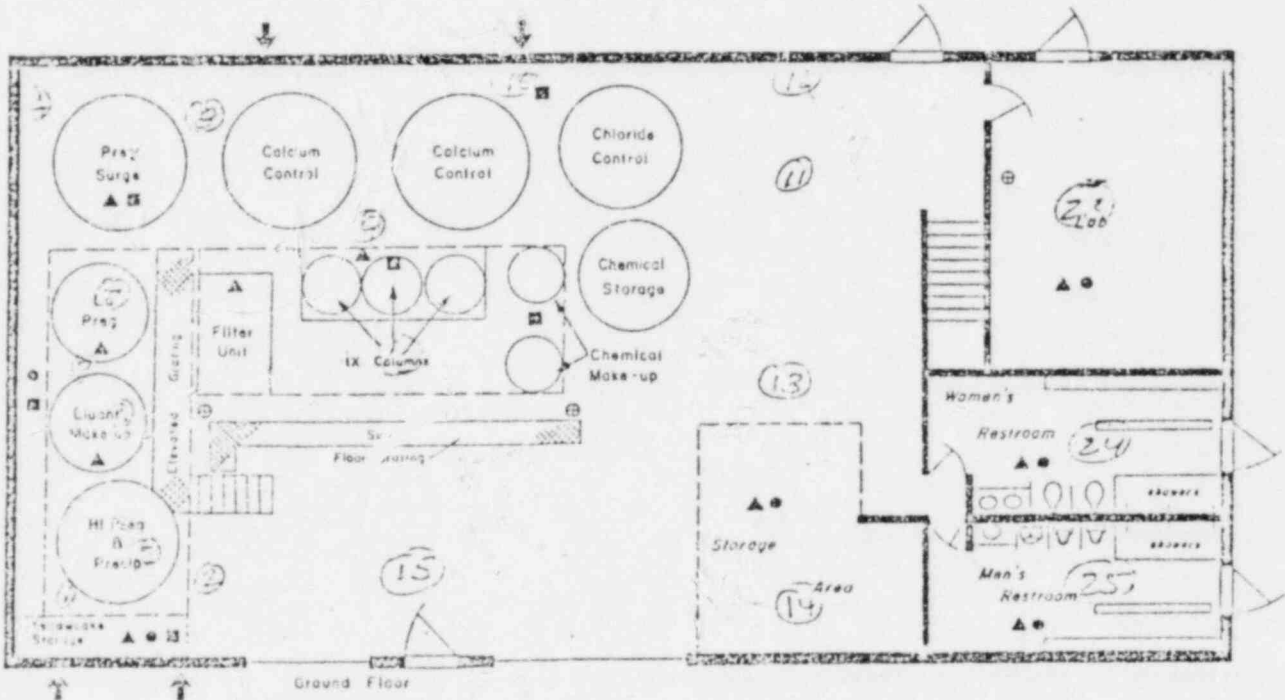 Preg
Surge
Calcium
Control
Calcium
Control
Chloride
Control
11
Lab
Chemical
Storage
Preg
Filter
Unit
IX Columns
Chemical
Make-up
Elevated Grating
Make-up
13
Floor Grating
Women's
Restroom
24
showers
Hi Preg
&
Precip
15
Storage
Area
14
showers
Men's
Restroom
25
Yellowcake
Storage
Ground Floor